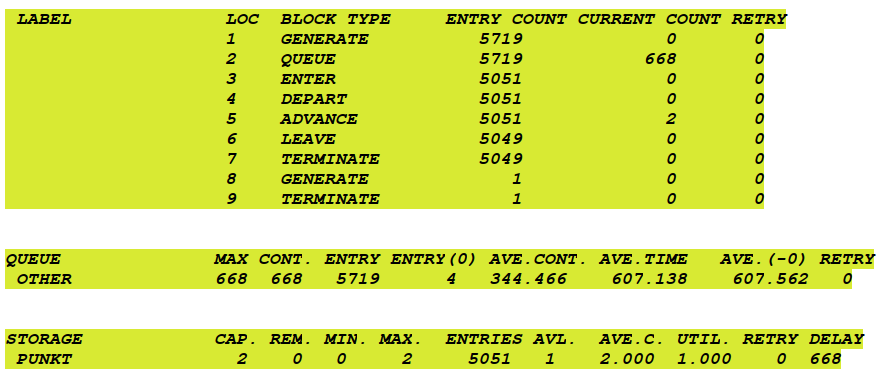 LABEL LOC BLOCK TYPE ENTRY COUNT CURRENT COUNT RETRY
1 GENERATE 5719 0 0
2 QUEUE 5719 668 0
3 ENTER 5051 0 0
4 DEPART 5051 0 0
5 ADVANCE 5051 2 0
6 LEAVE 5049 0 0
7 TERMINATE 5049 0 0
8 GENERATE 1 0 0
9 TERMINATE 1 0 0
QUEUE MAX CONT. ENTRY ENTRY(0) AVE.CONT. AVE.TIME AVE.(-0) RETRY
OTHER 668 668 5719 4 344.466 607.138 607.562 0
STORAGE CAP. REM. MIN. MAX. ENTRIES AVL. AVE.C. UTIL. RETRY DELAY
PUNKT 2 0 0 2 5051 1 2.000 1.000 0 668